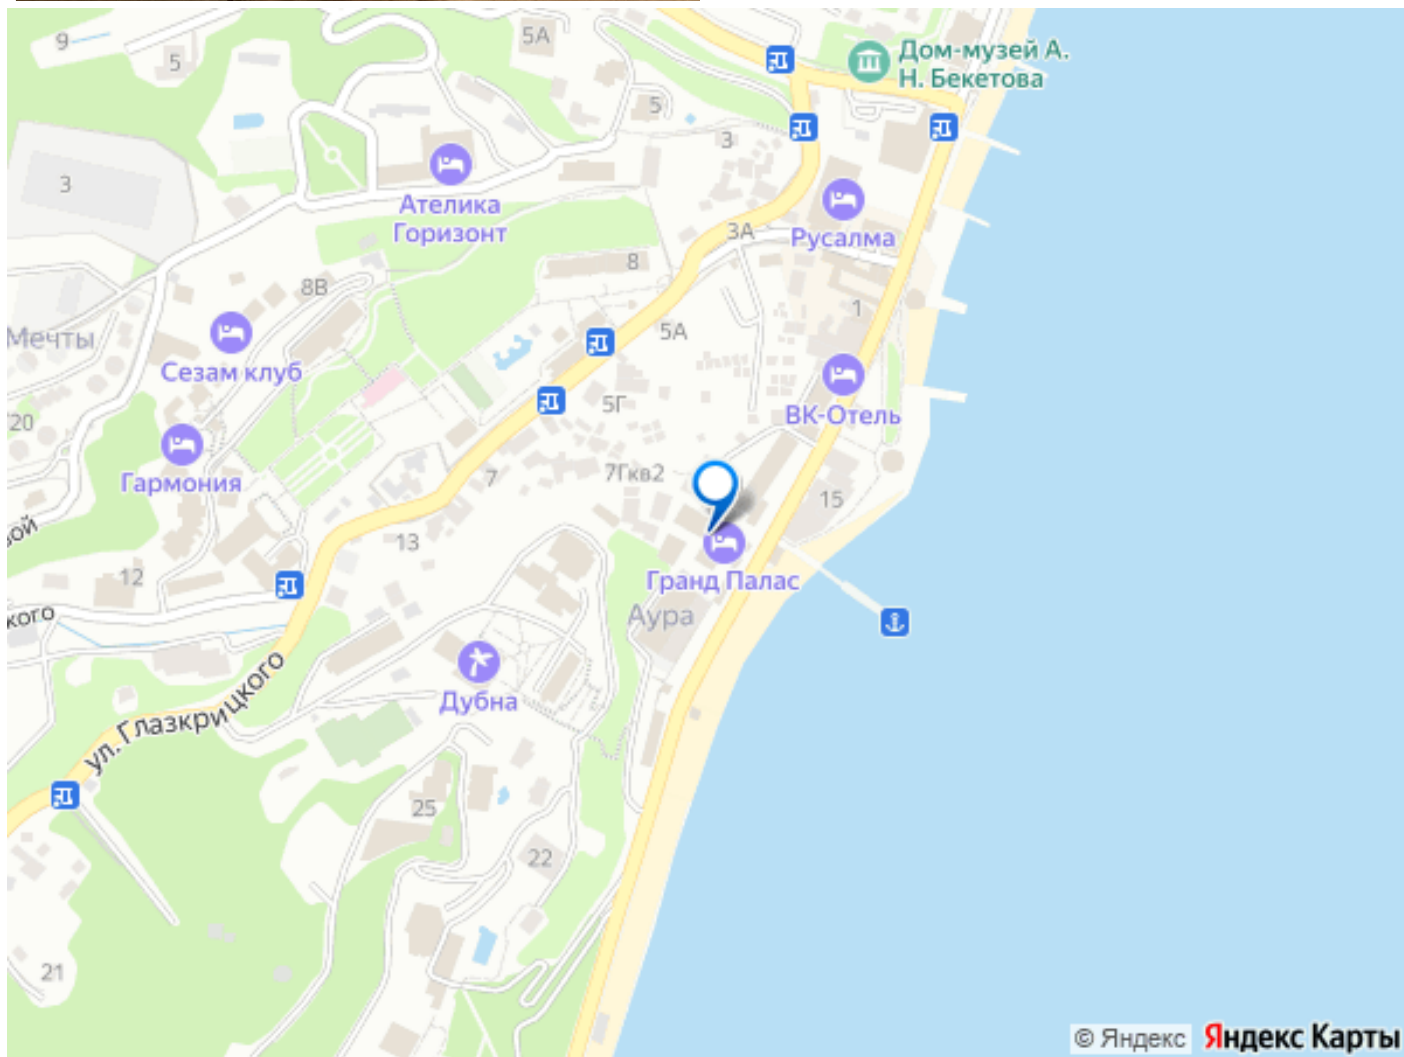 9
5
5А
Дом-музей А.
Н. Бекетова
5
3
3
Ателика
Горизонт
3А
Русалма
8
8В
1
5А
Мечты
Сезам клуб
5Г
ВК-Отель
20
Гармония
7
7Гкв2
15
вой
13
12
Гранд Палас
кого
Аура
Дубна
ул. Глазкрицкого
25
22
21
© Яндекс
Яндекс Карты